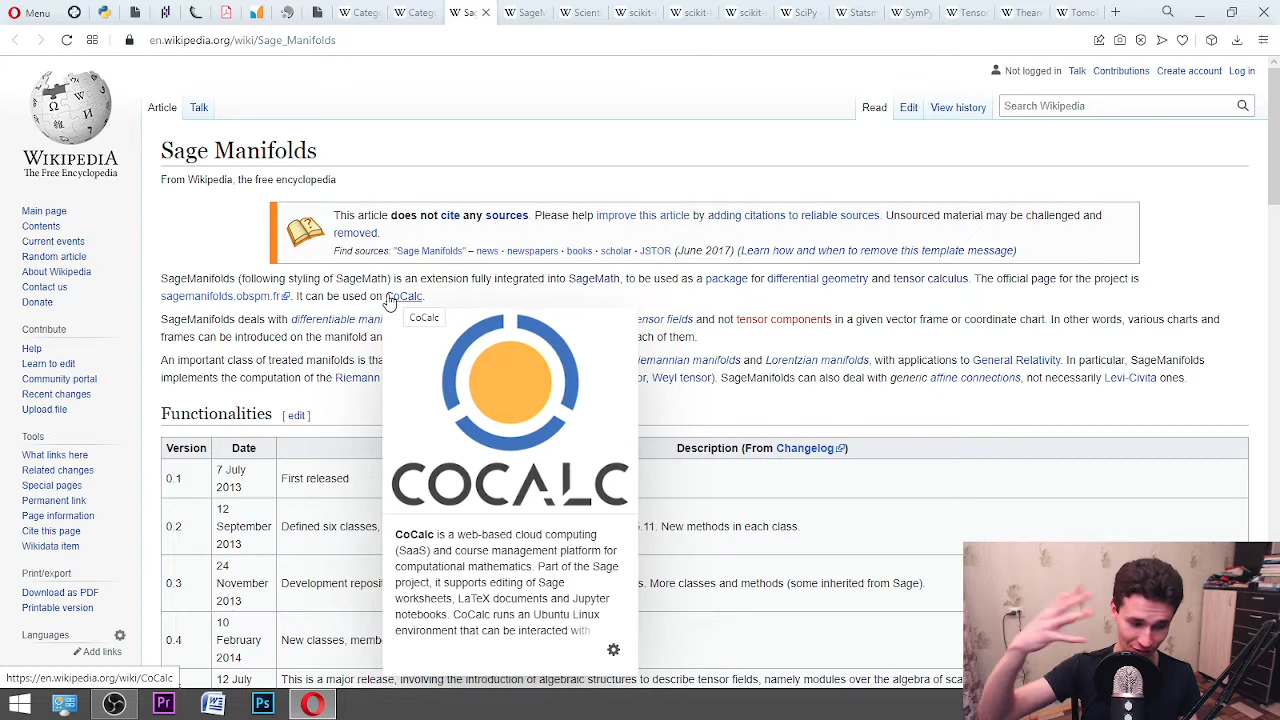 Menu
Catego
Catego
Sa
SageM
Scienti
scikit-
scikit-
SciPy
Statsm
SymPy
Tensor
Thean
Tomo
en.wikipedia.org/wiki/Sage_Manifolds
Not logged in Talk Contributions Create account Log in
Article Talk
Read Edit View history
Search Wikipedia
WIKIPEDIA
The Free Encyclopedia
Main page
Contents
Current events
Random article
About Wikipedia
Contact us
Donate
Contribute
Help
Learn to edit
Community portal
Recent changes
Upload file
Tools
What links here
Related changes
Special pages
Permanent link
Page information
Cite this page
Wikidata item
Print/export
Download as PDF
Printable version
Languages
Add links
Sage Manifolds
From Wikipedia, the free encyclopedia
This article does not cite any sources. Please help improve this article by adding citations to reliable sources. Unsourced material may be challenged and
removed.
Find sources: "Sage Manifolds" – news · newspapers · books · scholar · JSTOR (June 2017) (Learn how and when to remove this template message)
SageManifolds (following styling of SageMath) is an extension fully integrated into SageMath, to be used as a package for differential geometry and tensor calculus. The official page for the project is
sagemanifolds.obspm.fr. It can be used on CoCalc.
SageManifolds deals with differentiable mani tensor fields and not tensor components in a given vector frame or coordinate chart. In other words, various charts and
frames can be introduced on the manifold an each of them.
An important class of treated manifolds is tha iemannian manifolds and Lorentzian manifolds, with applications to General Relativity. In particular, SageManifolds
implements the computation of the Riemann or, Weyl tensor). SageManifolds can also deal with generic affine connections, not necessarily Levi-Civita ones.
CoCalc
COCALC
CoCalc is a web-based cloud computing
(SaaS) and course management platform for
computational mathematics. Part of the Sage
project, it supports editing of Sage
worksheets, LaTeX documents and Jupyter
notebooks. CoCalc runs an Ubuntu Linux
environment that can be interacted with
Functionalities [ edit ]
Version Date Description (From Changelog)
0.1 7 July 2013 First released
0.2 12 September 2013 Defined six classes, 5.11. New methods in each class.
0.3 24 November 2013 Development reposit s. More classes and methods (some inherited from Sage).
0.4 10 February 2014 New classes, memb
12 July This is a major release, involving the introduction of algebraic structures to describe tensor fields, namely modules over the algebra of sca
https://en.wikipedia.org/wiki/CoCalc